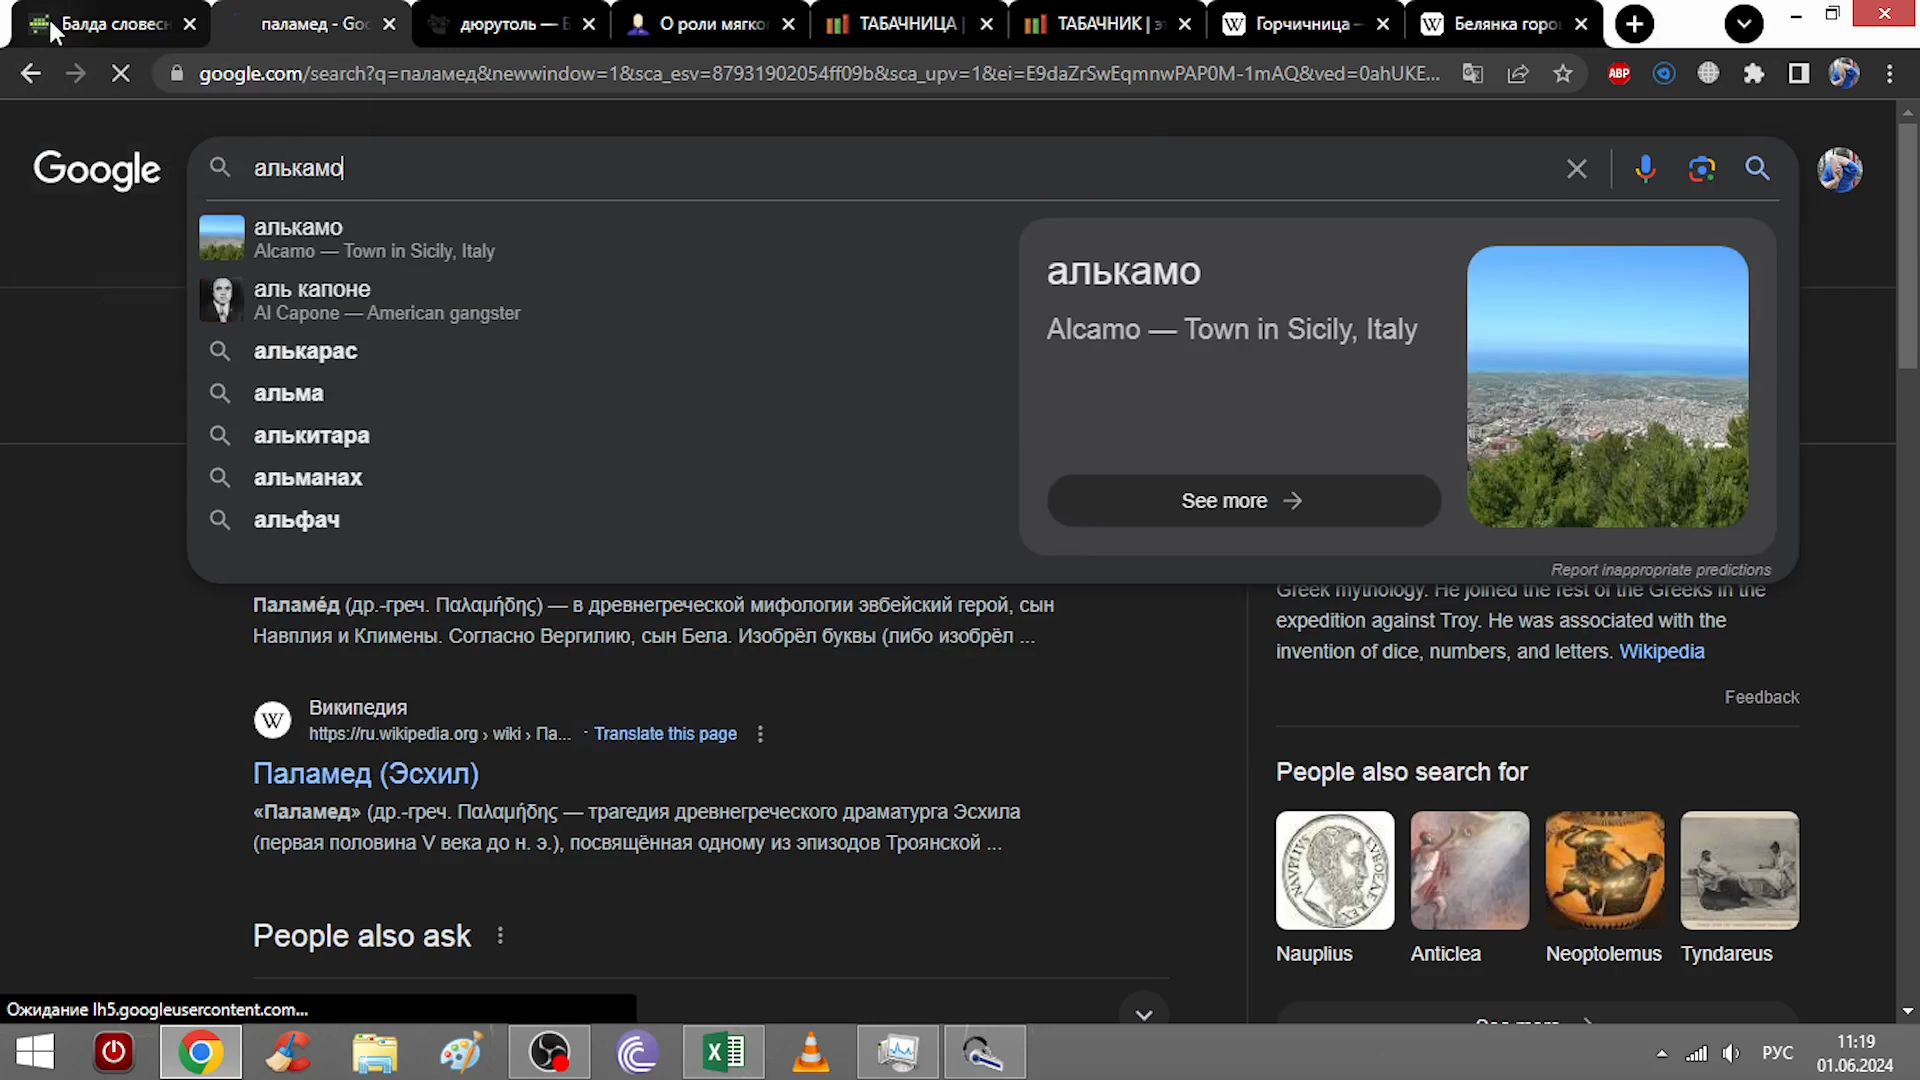 Балда словесн
паламед - Goo
дюрутоль — В
О роли мягког
ТАБАЧНИЦА |
ТАБАЧНИК | э
Горчичница –
Белянка горо
google.com/search?q=паламед&newwindow=1&sca_esv=87931902054ff09b&sca_upv=1&ei=E9daZrSwEqmnwPAP0M-1mAQ&ved=0ahUKE...
ABP
Google
алькамо
алькамо
Alcamo — Town in Sicily, Italy
аль капоне
Al Capone — American gangster
алькарас
альма
алькитара
альманах
альфач
алькамо
Alcamo — Town in Sicily, Italy
See more
Report inappropriate predictions
Паламе́д (др.-греч. Παλαμήδης) — в древнегреческой мифологии эвбейский герой, сын
Навплия и Климены. Согласно Вергилию, сын Бела. Изобрёл буквы (либо изобрёл ...
Википедия
https://ru.wikipedia.org › wiki › Па... · Translate this page
Паламед (Эсхил)
«Паламед» (др.-греч. Παλαμήδης — трагедия древнегреческого драматурга Эсхила
(первая половина V века до н. э.), посвящённая одному из эпизодов Троянской ...
People also ask
Greek mythology. He joined the rest of the Greeks in the
expedition against Troy. He was associated with the
invention of dice, numbers, and letters. Wikipedia
Feedback
People also search for
Nauplius
Anticlea
Neoptolemus
Tyndareus
See more
Ожидание lh5.googleusercontent.com...
РУС
11:19
01.06.2024